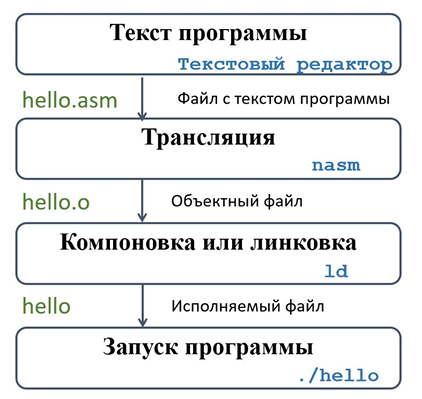 Текст программы
Текстовый редактор
hello.asm Файл с текстом программы
Трансляция
nasm
hello.o Объектный файл
Компоновка или линковка
ld
hello Исполняемый файл
Запуск программы
./hello